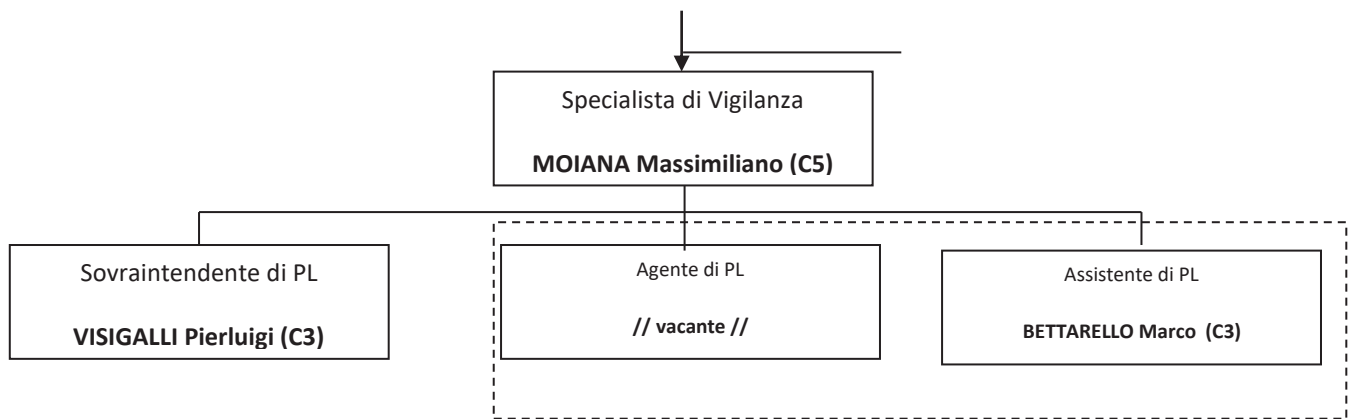 Specialista di Vigilanza
MOIANA Massimiliano (C5)
Sovraintendente di PL
VISIGALLI Pierluigi (C3)
Agente di PL
// vacante //
Assistente di PL
BETTARELLO Marco (C3)